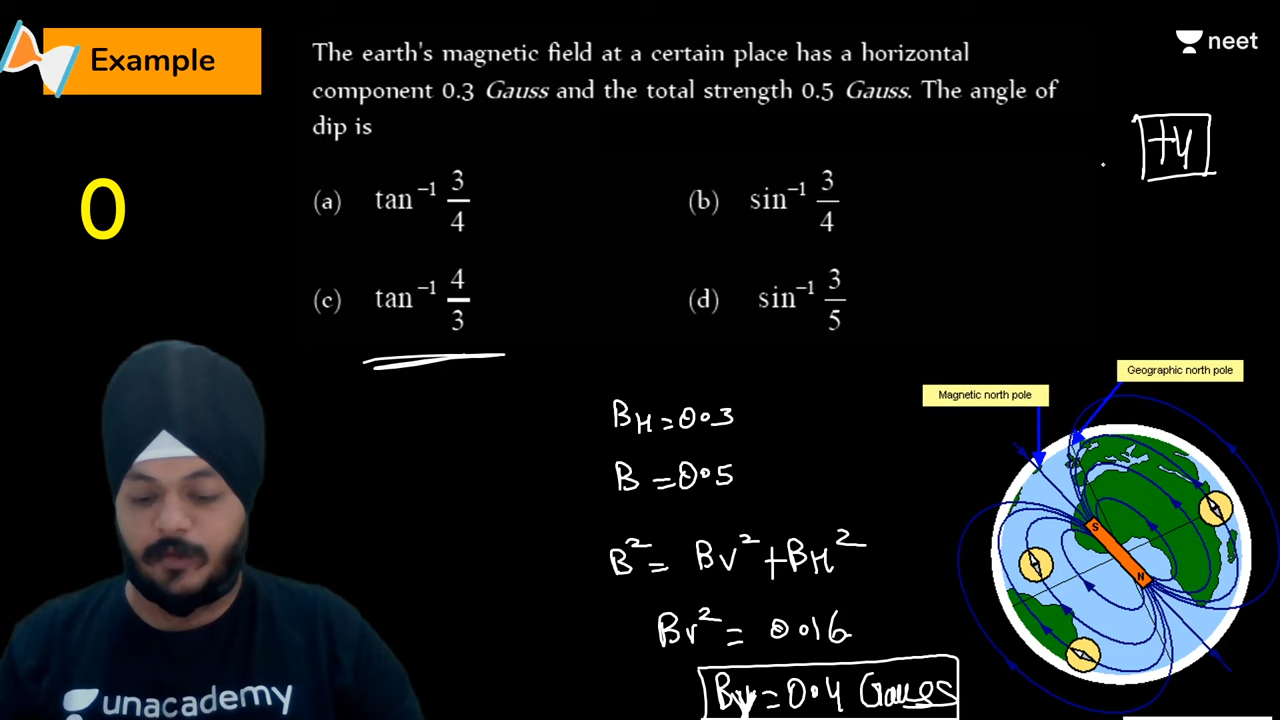 Example
The earth's magnetic field at a certain place has a horizontal
component 0.3 Gauss and the total strength 0.5 Gauss. The angle of
dip is
(a) tan⁻¹ 3/4
(b) sin⁻¹ 3/4
(c) tan⁻¹ 4/3
(d) sin⁻¹ 3/5
neet
+4
0
B_H = 0.3
B = 0.5
B² = Bv² + B_H²
Bv² = 0.16
Bv = 0.4 Gauss
Geographic north pole
Magnetic north pole
S
N
unacademy